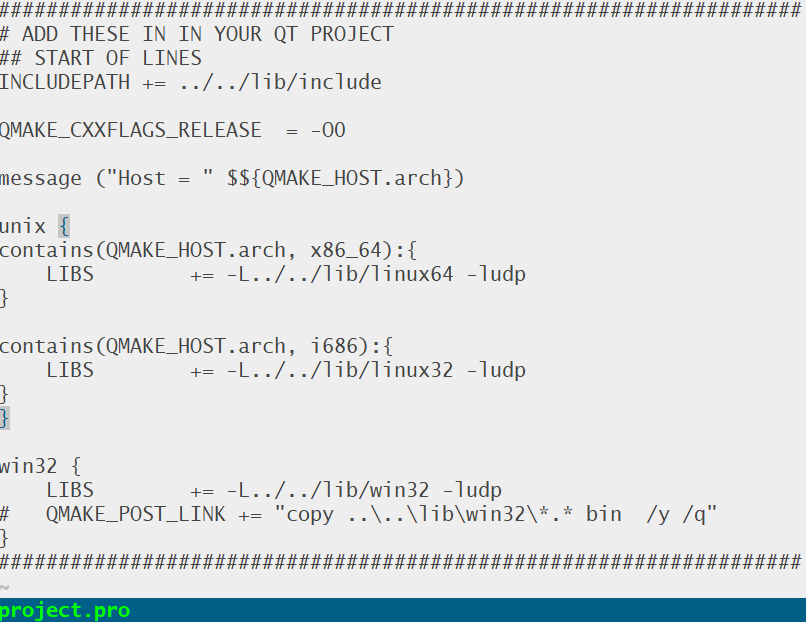 ###################################################################
# ADD THESE IN IN YOUR QT PROJECT
## START OF LINES
INCLUDEPATH += ../../lib/include

QMAKE_CXXFLAGS_RELEASE  = -O0

message ("Host = " $${QMAKE_HOST.arch})

unix {
contains(QMAKE_HOST.arch, x86_64):{
    LIBS        += -L../../lib/linux64 -ludp
}

contains(QMAKE_HOST.arch, i686):{
    LIBS        += -L../../lib/linux32 -ludp
}
}

win32 {
    LIBS        += -L../../lib/win32 -ludp
#   QMAKE_POST_LINK += "copy ..\..\lib\win32\*.* bin  /y /q"
}
###################################################################
~
project.pro